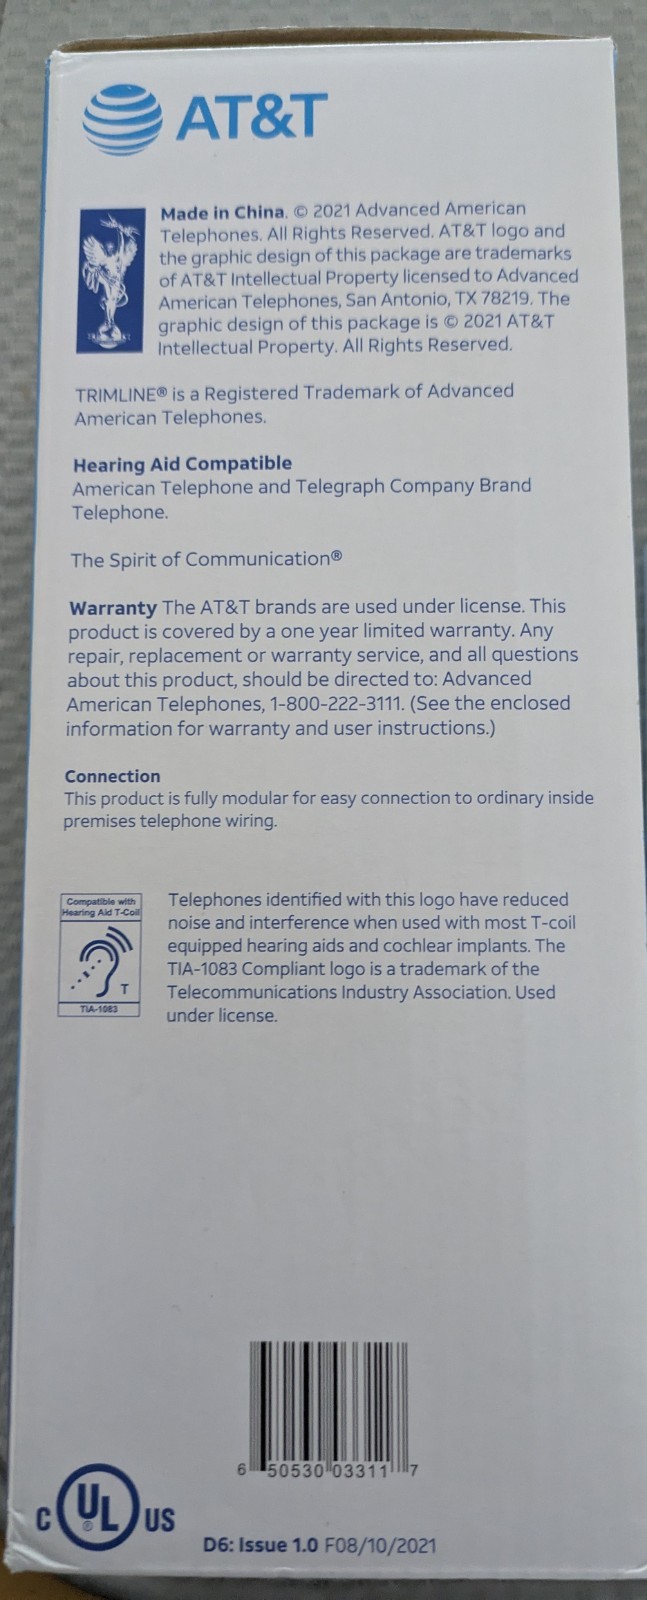 AT&T
Made in China. © 2021 Advanced American
Telephones. All Rights Reserved. AT&T logo and
the graphic design of this package are trademarks
of AT&T Intellectual Property licensed to Advanced
American Telephones, San Antonio, TX 78219. The
graphic design of this package is © 2021 AT&T
Intellectual Property. All Rights Reserved.
TRIMLINE® is a Registered Trademark of Advanced
American Telephones.
Hearing Aid Compatible
American Telephone and Telegraph Company Brand
Telephone.
The Spirit of Communication®
Warranty The AT&T brands are used under license. This
product is covered by a one year limited warranty. Any
repair, replacement or warranty service, and all questions
about this product, should be directed to: Advanced
American Telephones, 1-800-222-3111. (See the enclosed
information for warranty and user instructions.)
Connection
This product is fully modular for easy connection to ordinary inside
premises telephone wiring.
Compatible with
Hearing Aid T-Coil
T
TIA-1083
Telephones identified with this logo have reduced
noise and interference when used with most T-coil
equipped hearing aids and cochlear implants. The
TIA-1083 Compliant logo is a trademark of the
Telecommunications Industry Association. Used
under license.
6 50530 03311 7
C UL® US
D6: Issue 1.0 F08/10/2021